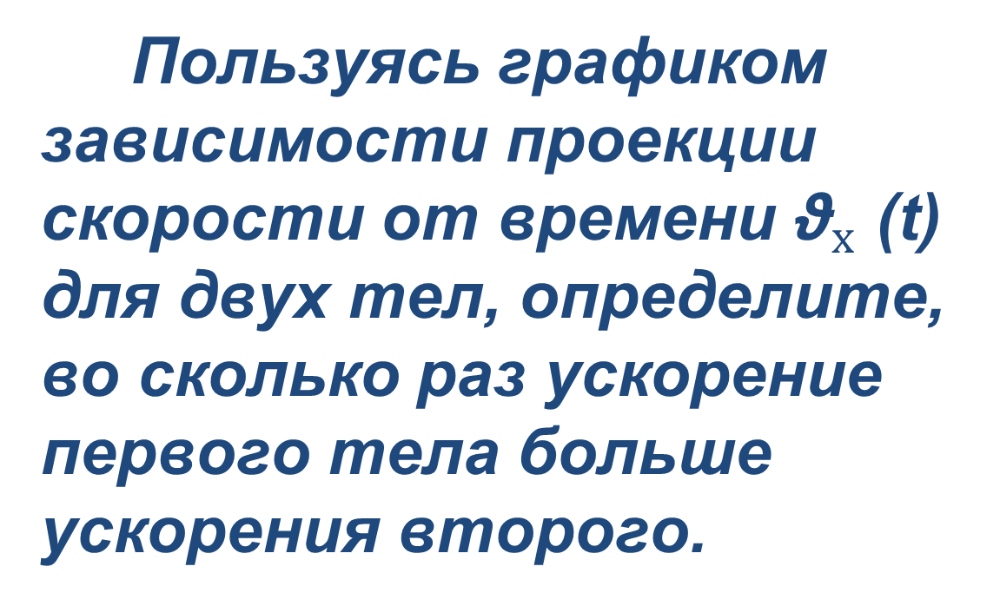 Пользуясь графиком
зависимости проекции
скорости от времени ϑₓ (t)
для двух тел, определите,
во сколько раз ускорение
первого тела больше
ускорения второго.